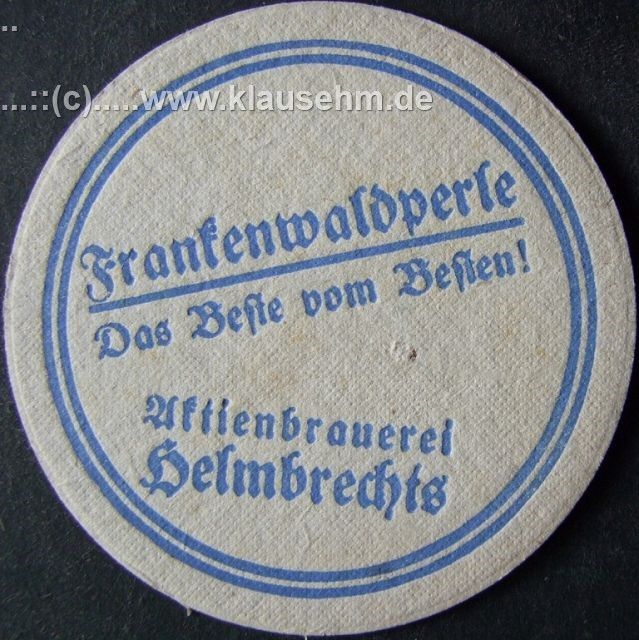 ..
...::(c).....www.klausehm.de
Frankenwaldperle
Das Beste vom Besten!
Aktienbrauerei
Helmbrechts